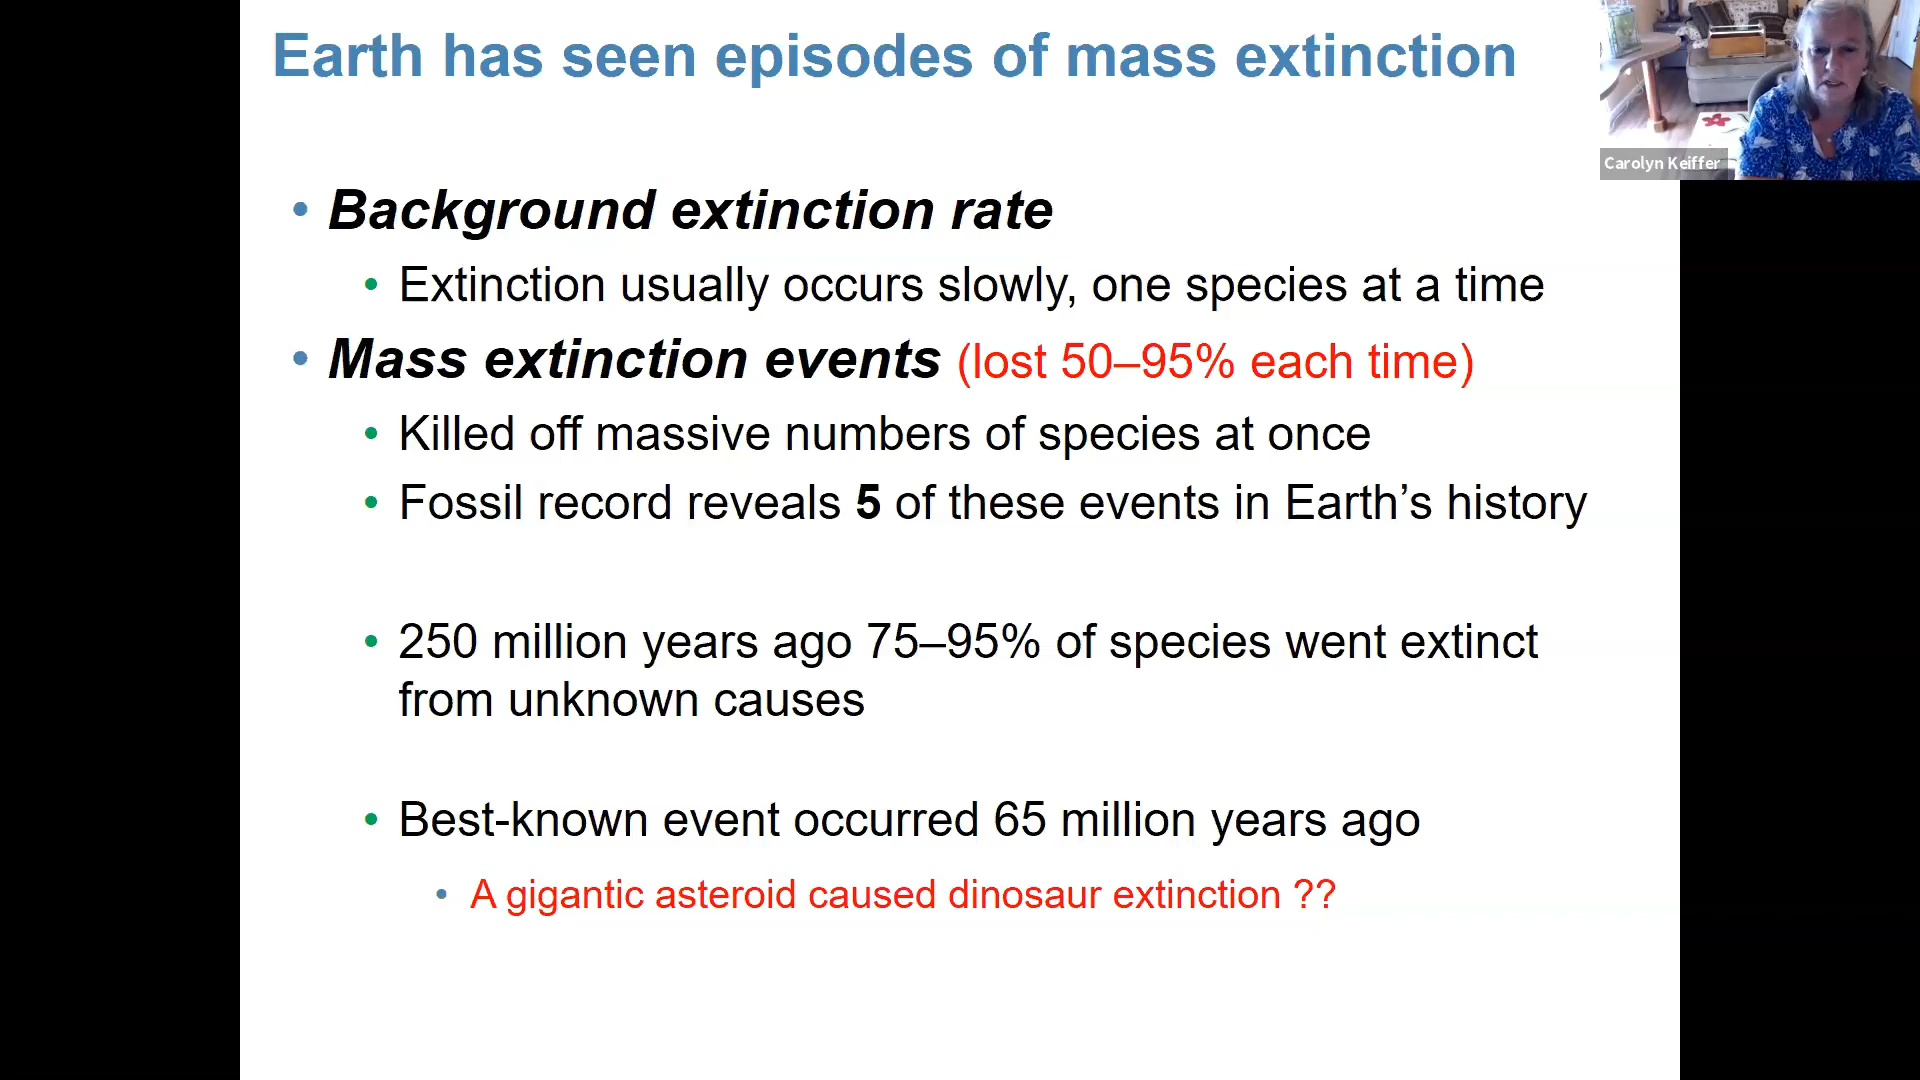 Earth has seen episodes of mass extinction
Carolyn Keiffer
• Background extinction rate
• Extinction usually occurs slowly, one species at a time
• Mass extinction events (lost 50–95% each time)
• Killed off massive numbers of species at once
• Fossil record reveals 5 of these events in Earth’s history
• 250 million years ago 75–95% of species went extinct
from unknown causes
• Best-known event occurred 65 million years ago
• A gigantic asteroid caused dinosaur extinction ??